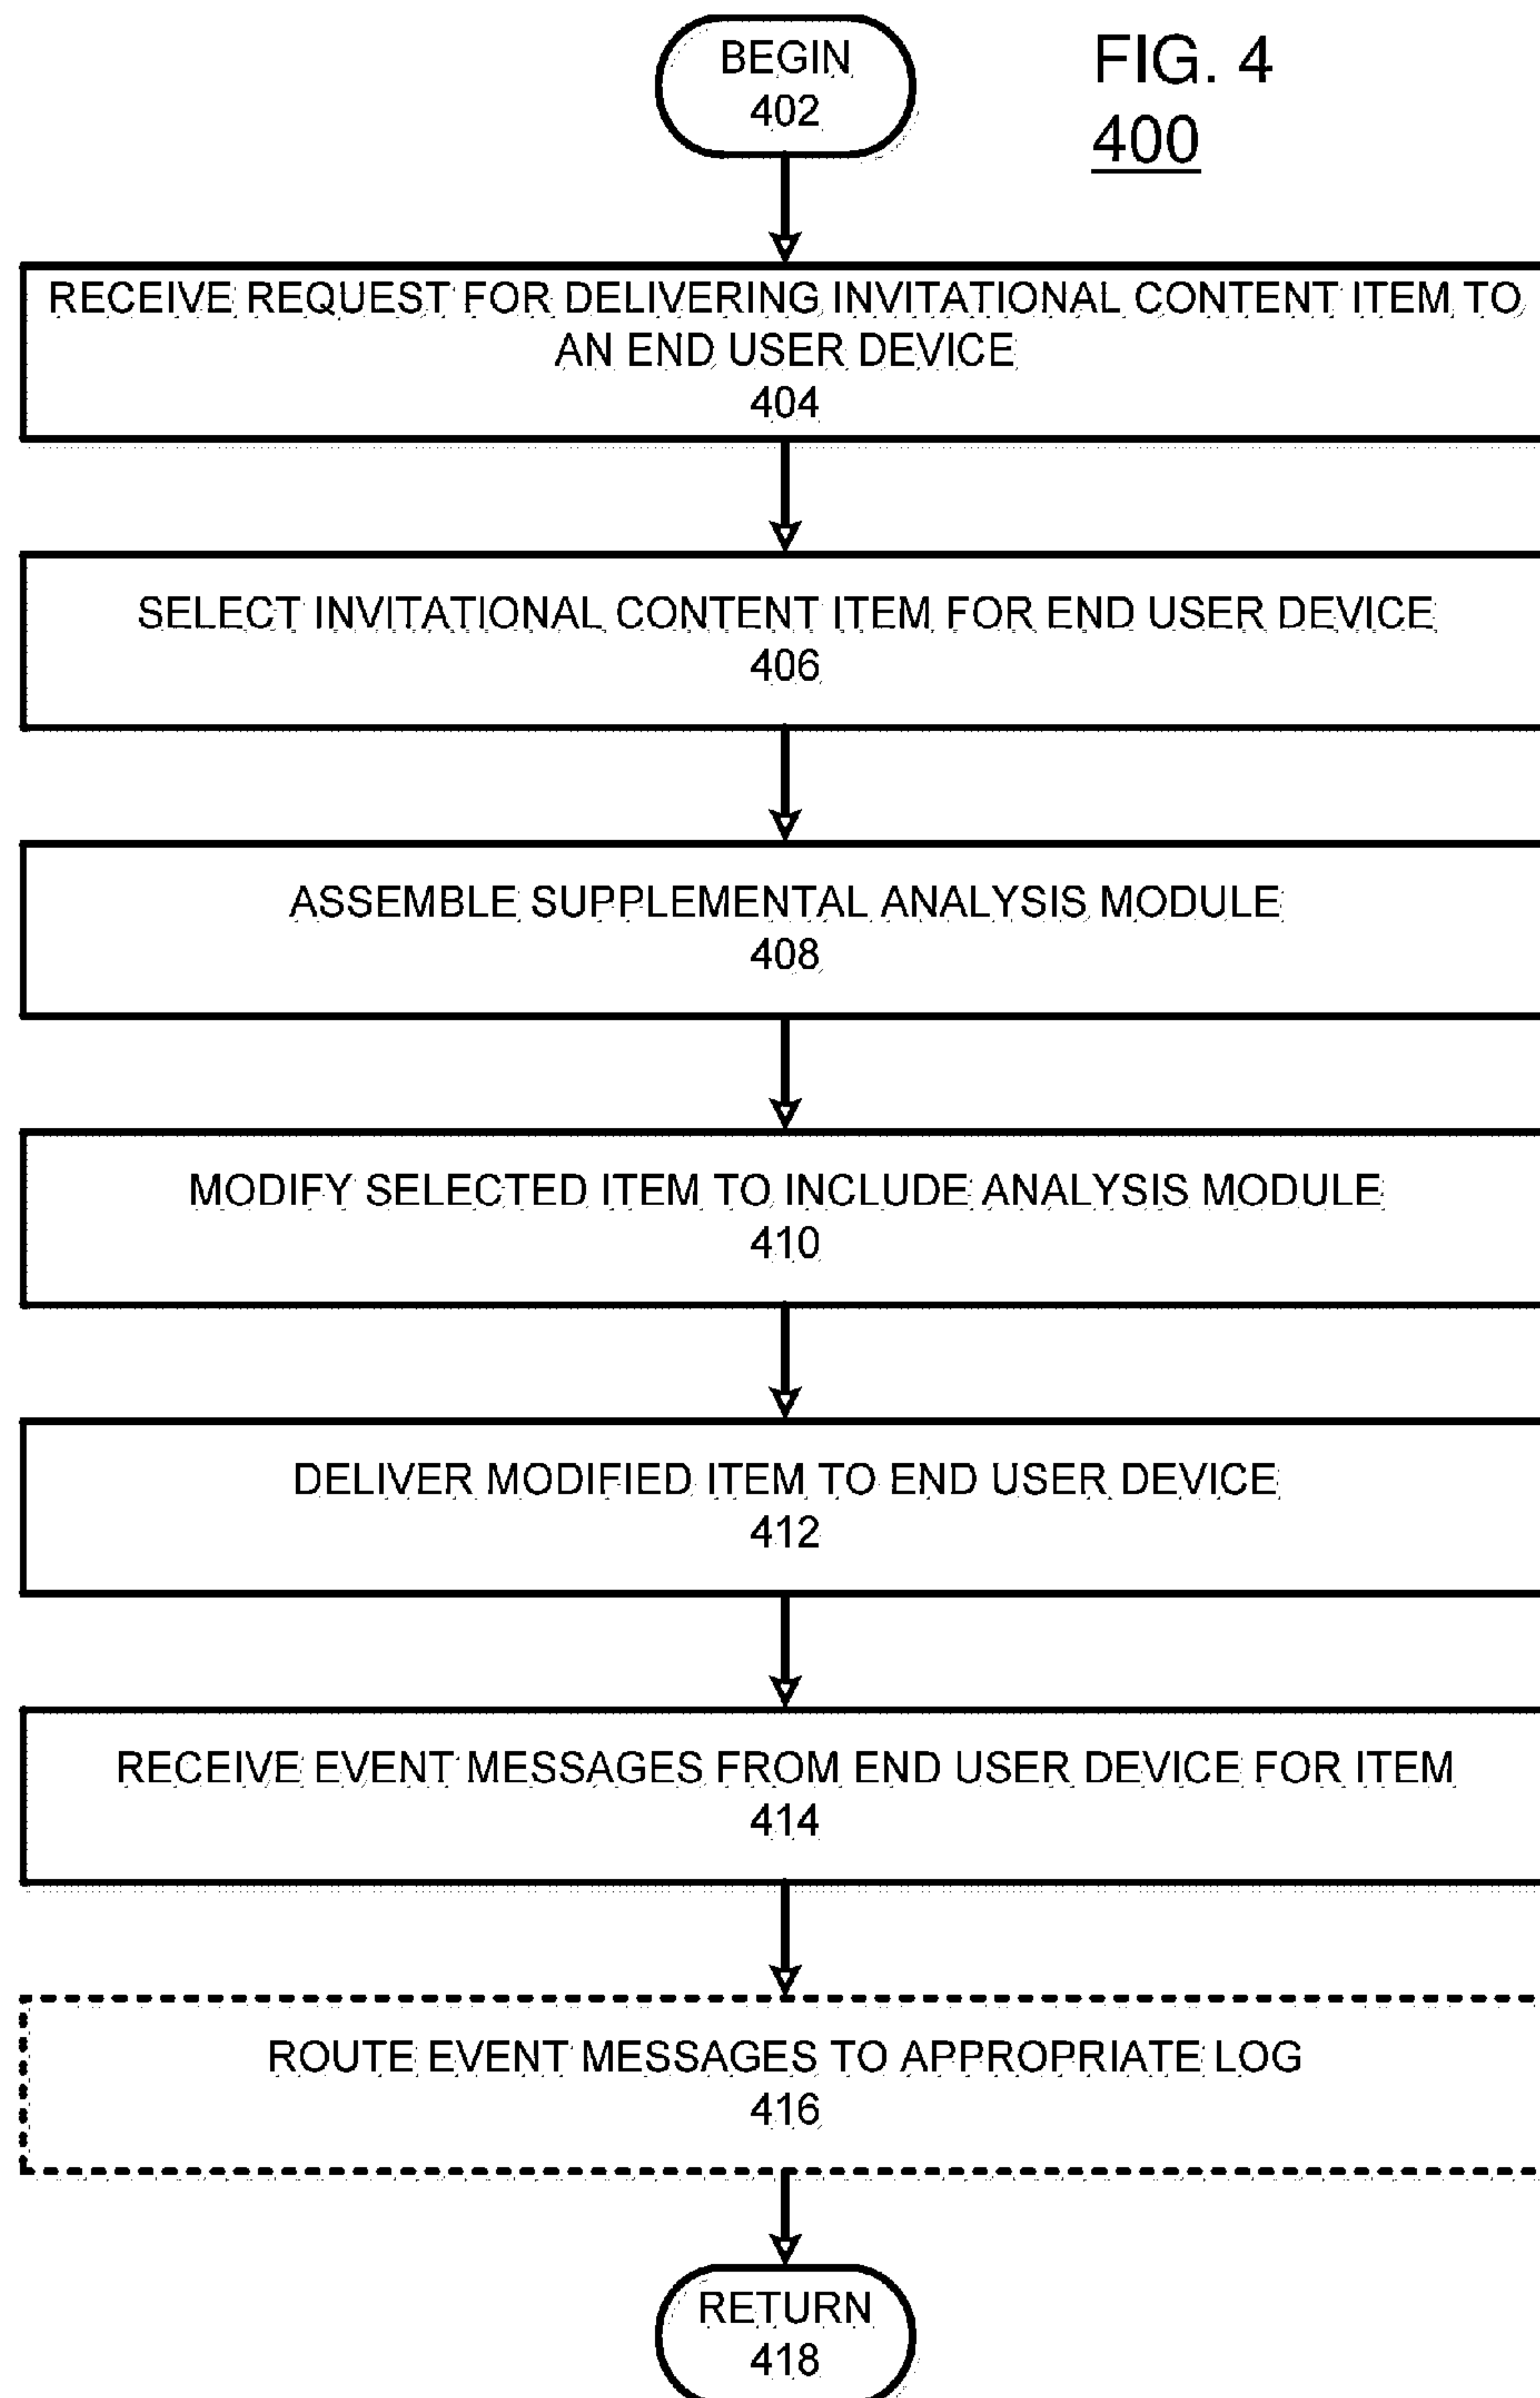 BEGIN
402
FIG. 4
400
RECEIVE REQUEST FOR DELIVERING INVITATIONAL CONTENT ITEM TO
AN END USER DEVICE
404
SELECT INVITATIONAL CONTENT ITEM FOR END USER DEVICE
406
ASSEMBLE SUPPLEMENTAL ANALYSIS MODULE
408
MODIFY SELECTED ITEM TO INCLUDE ANALYSIS MODULE
410
DELIVER MODIFIED ITEM TO END USER DEVICE
412
RECEIVE EVENT MESSAGES FROM END USER DEVICE FOR ITEM
414
ROUTE EVENT MESSAGES TO APPROPRIATE LOG
416
RETURN
418